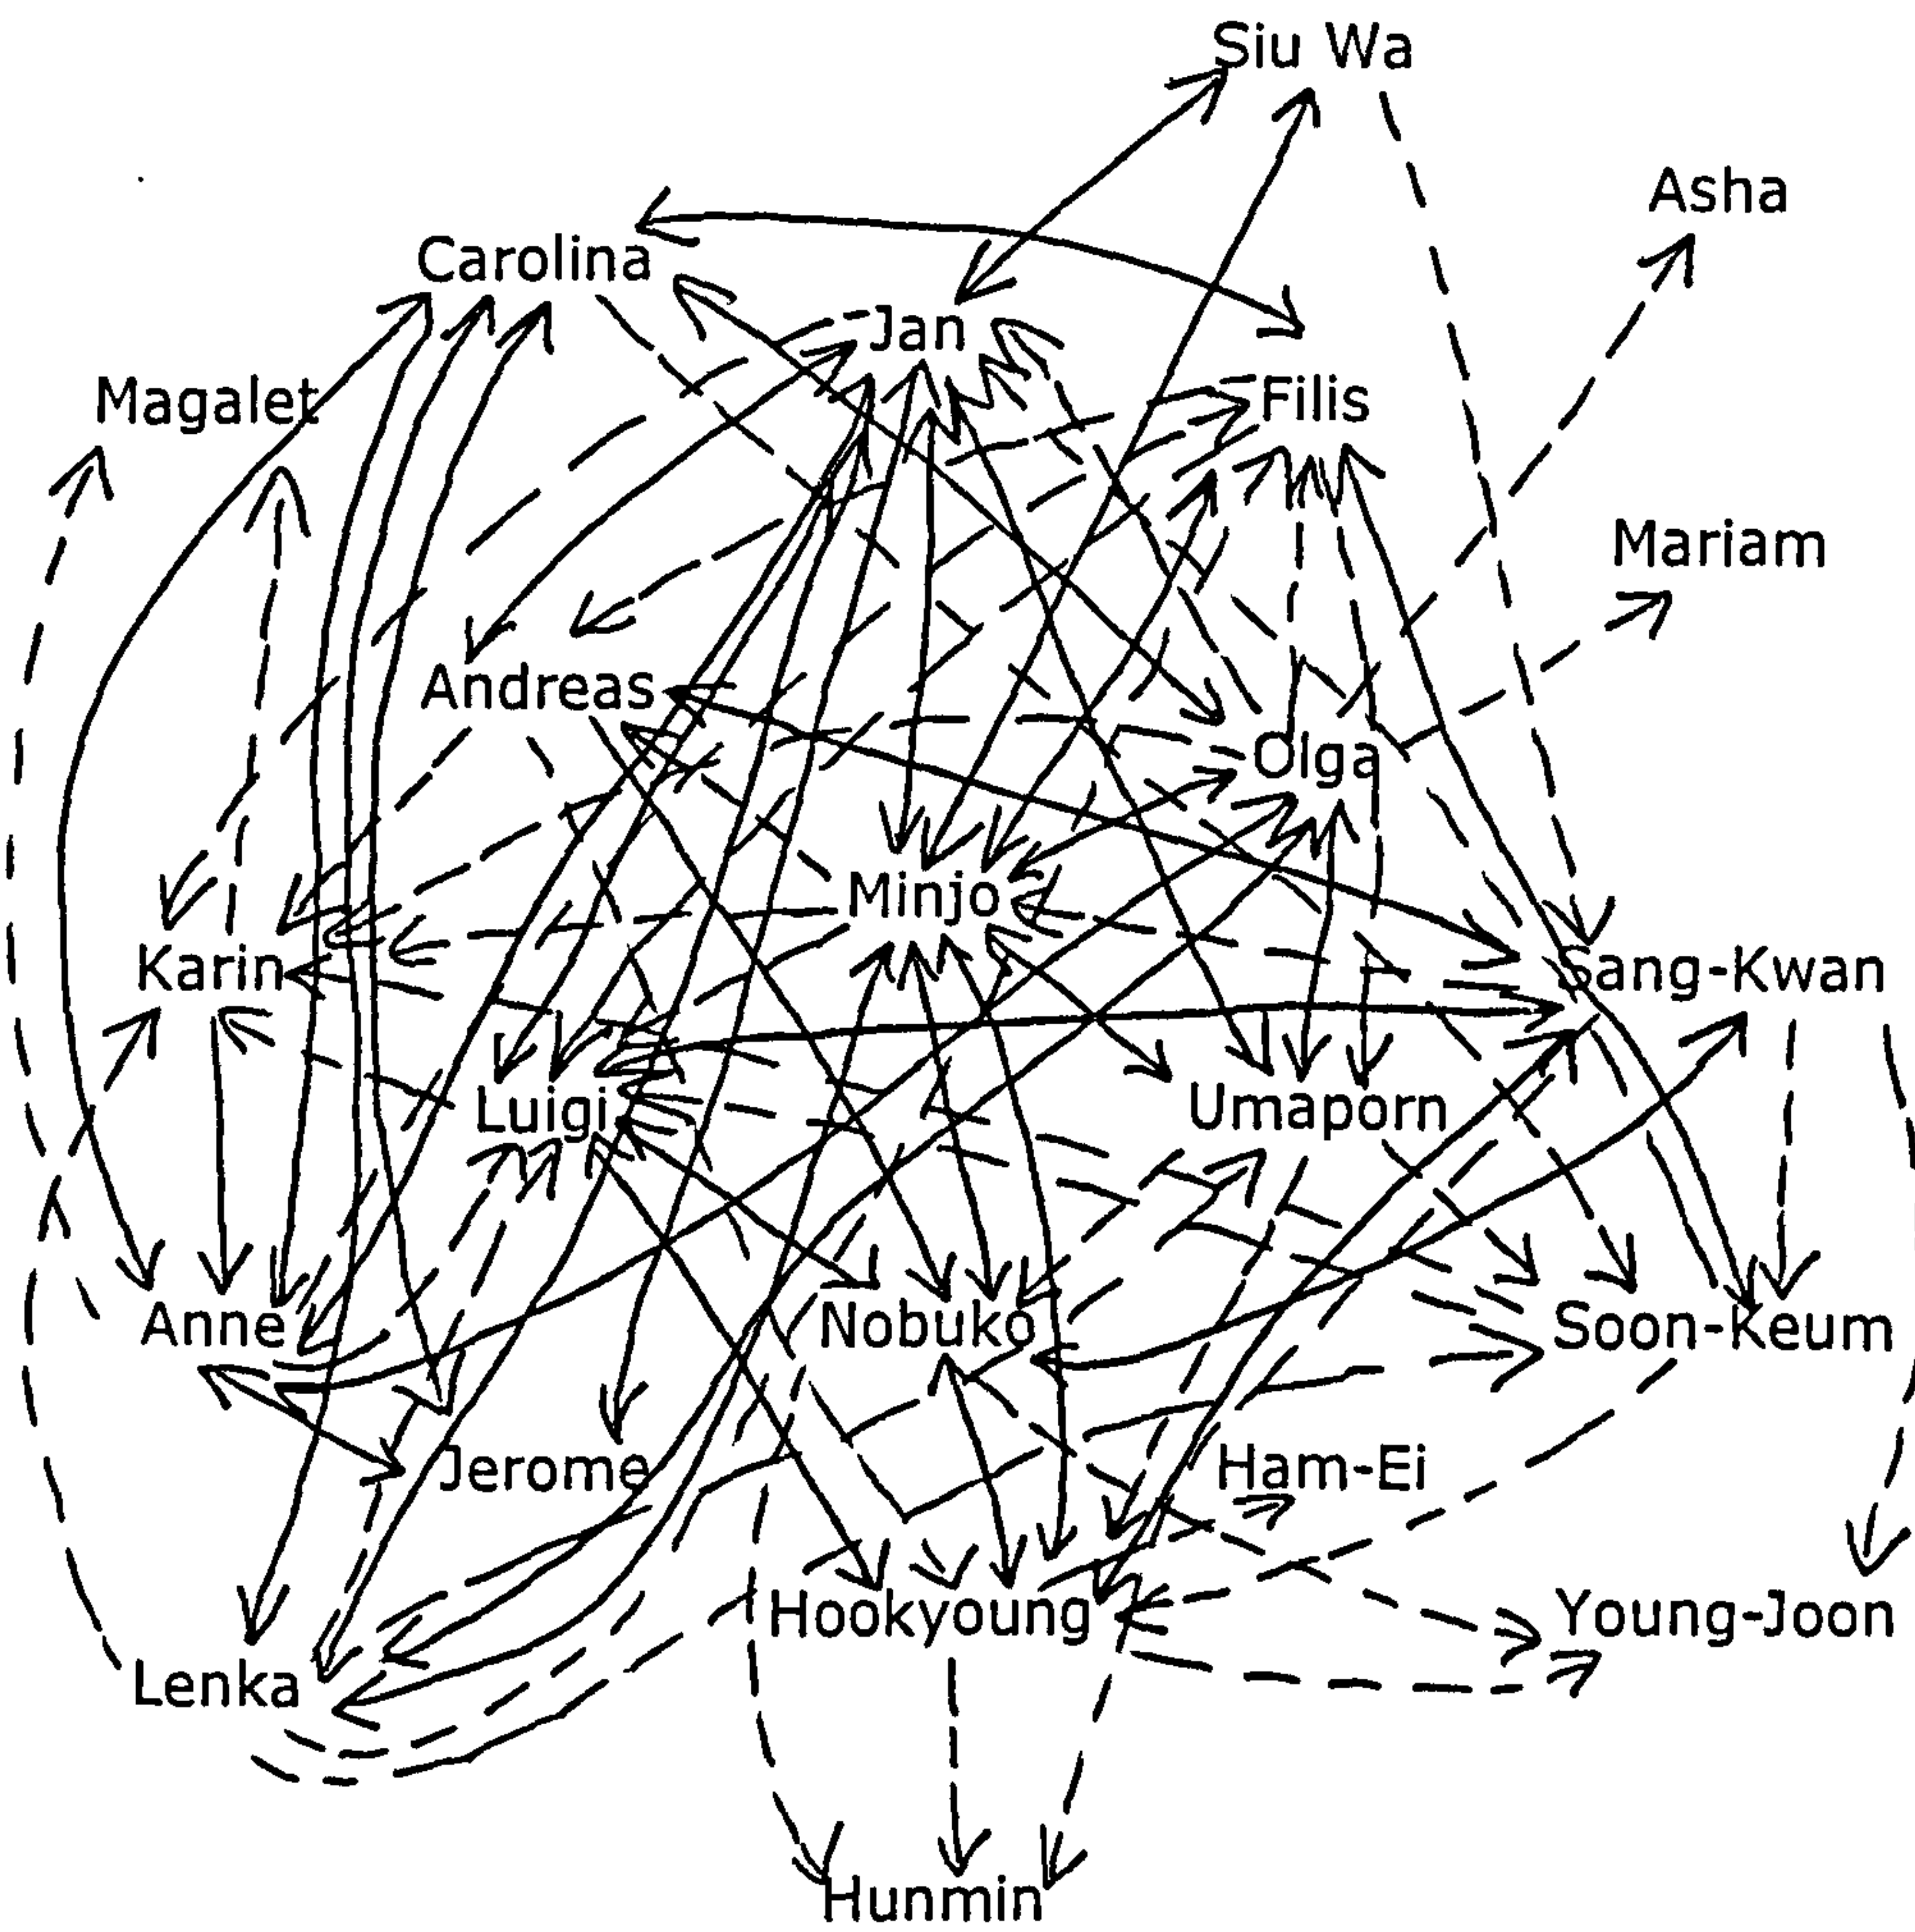 Siu Wa
Asha
Carolina
Jan
Magalet
Filis
Mariam
Andreas
Olga
Minjo
Karin
Sang-Kwan
Luigi
Umaporn
Anne
Nobuko
Soon-Keum
Jerome
Ham-Ei
Hookyoung
Young-Joon
Lenka
Hunmin